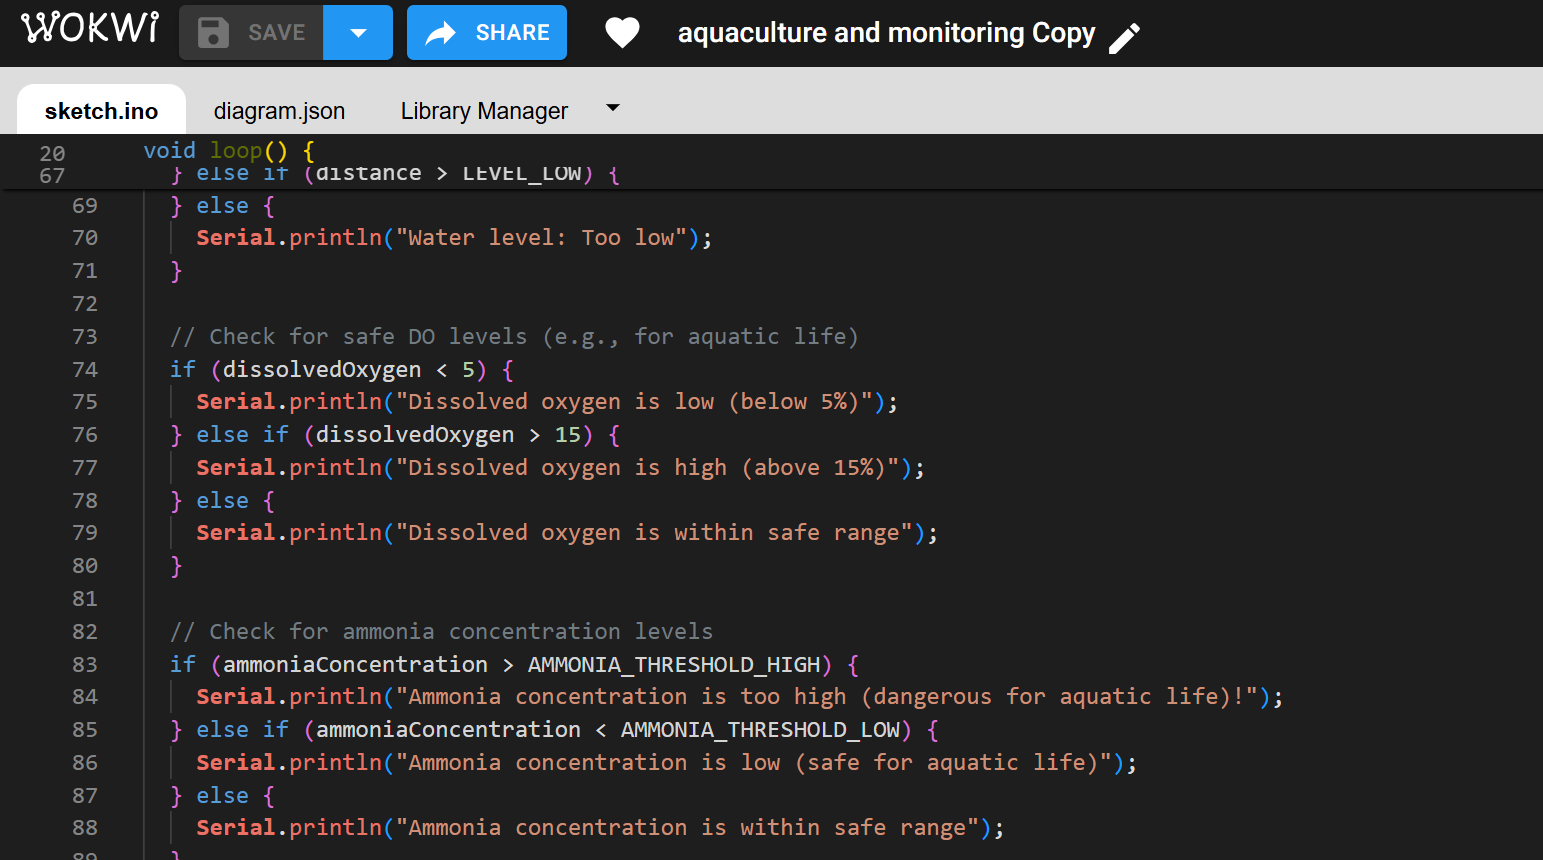 WOKWI SAVE SHARE aquaculture and monitoring Copy
sketch.ino diagram.json Library Manager
20 void loop() {
67 } else if (distance > LEVEL_LOW) {
69 } else {
70 Serial.println("Water level: Too low");
71 }
72
73 // Check for safe DO levels (e.g., for aquatic life)
74 if (dissolvedOxygen < 5) {
75 Serial.println("Dissolved oxygen is low (below 5%)");
76 } else if (dissolvedOxygen > 15) {
77 Serial.println("Dissolved oxygen is high (above 15%)");
78 } else {
79 Serial.println("Dissolved oxygen is within safe range");
80 }
81
82 // Check for ammonia concentration levels
83 if (ammoniaConcentration > AMMONIA_THRESHOLD_HIGH) {
84 Serial.println("Ammonia concentration is too high (dangerous for aquatic life)!");
85 } else if (ammoniaConcentration < AMMONIA_THRESHOLD_LOW) {
86 Serial.println("Ammonia concentration is low (safe for aquatic life)");
87 } else {
88 Serial.println("Ammonia concentration is within safe range");
89 }